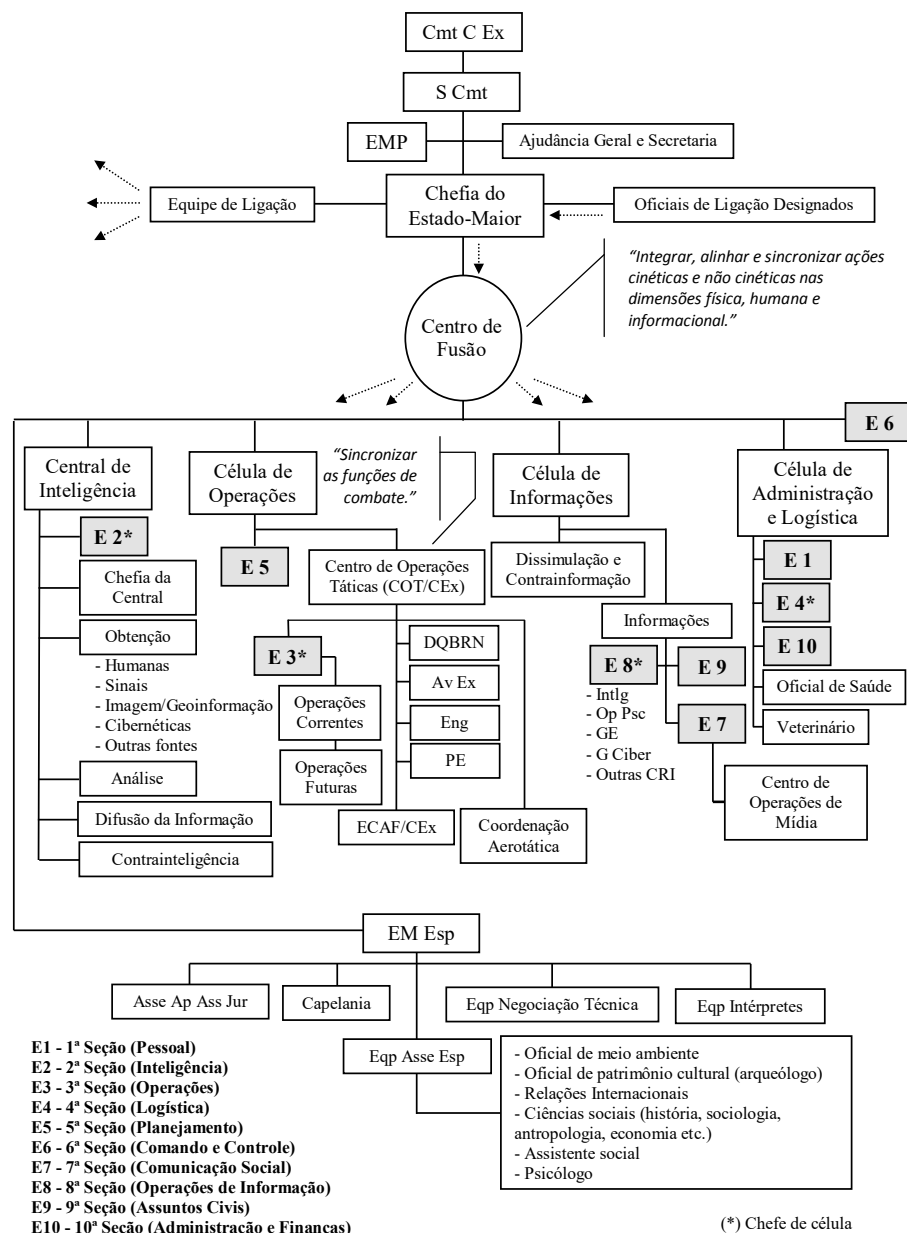 Cmt C Ex
S Cmt
EMP
Ajudância Geral e Secretaria
Equipe de Ligação
Chefia do
Estado-Maior
Oficiais de Ligação Designados
“Integrar, alinhar e sincronizar ações
cinéticas e não cinéticas nas
dimensões física, humana e
informacional.”
Centro de
Fusão
E 6
Central de
Inteligência
E 2*
Chefia da
Central
Obtenção
- Humanas
- Sinais
- Imagem/Geoinformação
- Cibernéticas
- Outras fontes
Análise
Difusão da Informação
Contrainteligência
Célula de
Operações
“Sincronizar
as funções de
combate.”
E 5
Centro de Operações
Táticas (COT/CEx)
E 3*
Operações
Correntes
Operações
Futuras
DQBRN
Av Ex
Eng
PE
ECAF/CEx
Coordenação
Aerotática
Célula de
Informações
Dissimulação e
Contrainformação
Informações
E 8*
- Intlg
- Op Psc
- GE
- G Ciber
- Outras CRI
E 9
E 7
Centro de
Operações de
Mídia
Célula de
Administração
e Logística
E 1
E 4*
E 10
Oficial de Saúde
Veterinário
EM Esp
Asse Ap Ass Jur
Capelania
Eqp Negociação Técnica
Eqp Intérpretes
Eqp Asse Esp
- Oficial de meio ambiente
- Oficial de patrimônio cultural (arqueólogo)
- Relações Internacionais
- Ciências sociais (história, sociologia,
antropologia, economia etc.)
- Assistente social
- Psicólogo
E1 - 1ª Seção (Pessoal)
E2 - 2ª Seção (Inteligência)
E3 - 3ª Seção (Operações)
E4 - 4ª Seção (Logística)
E5 - 5ª Seção (Planejamento)
E6 - 6ª Seção (Comando e Controle)
E7 - 7ª Seção (Comunicação Social)
E8 - 8ª Seção (Operações de Informação)
E9 - 9ª Seção (Assuntos Civis)
E10 - 10ª Seção (Administração e Finanças)
(*) Chefe de célula